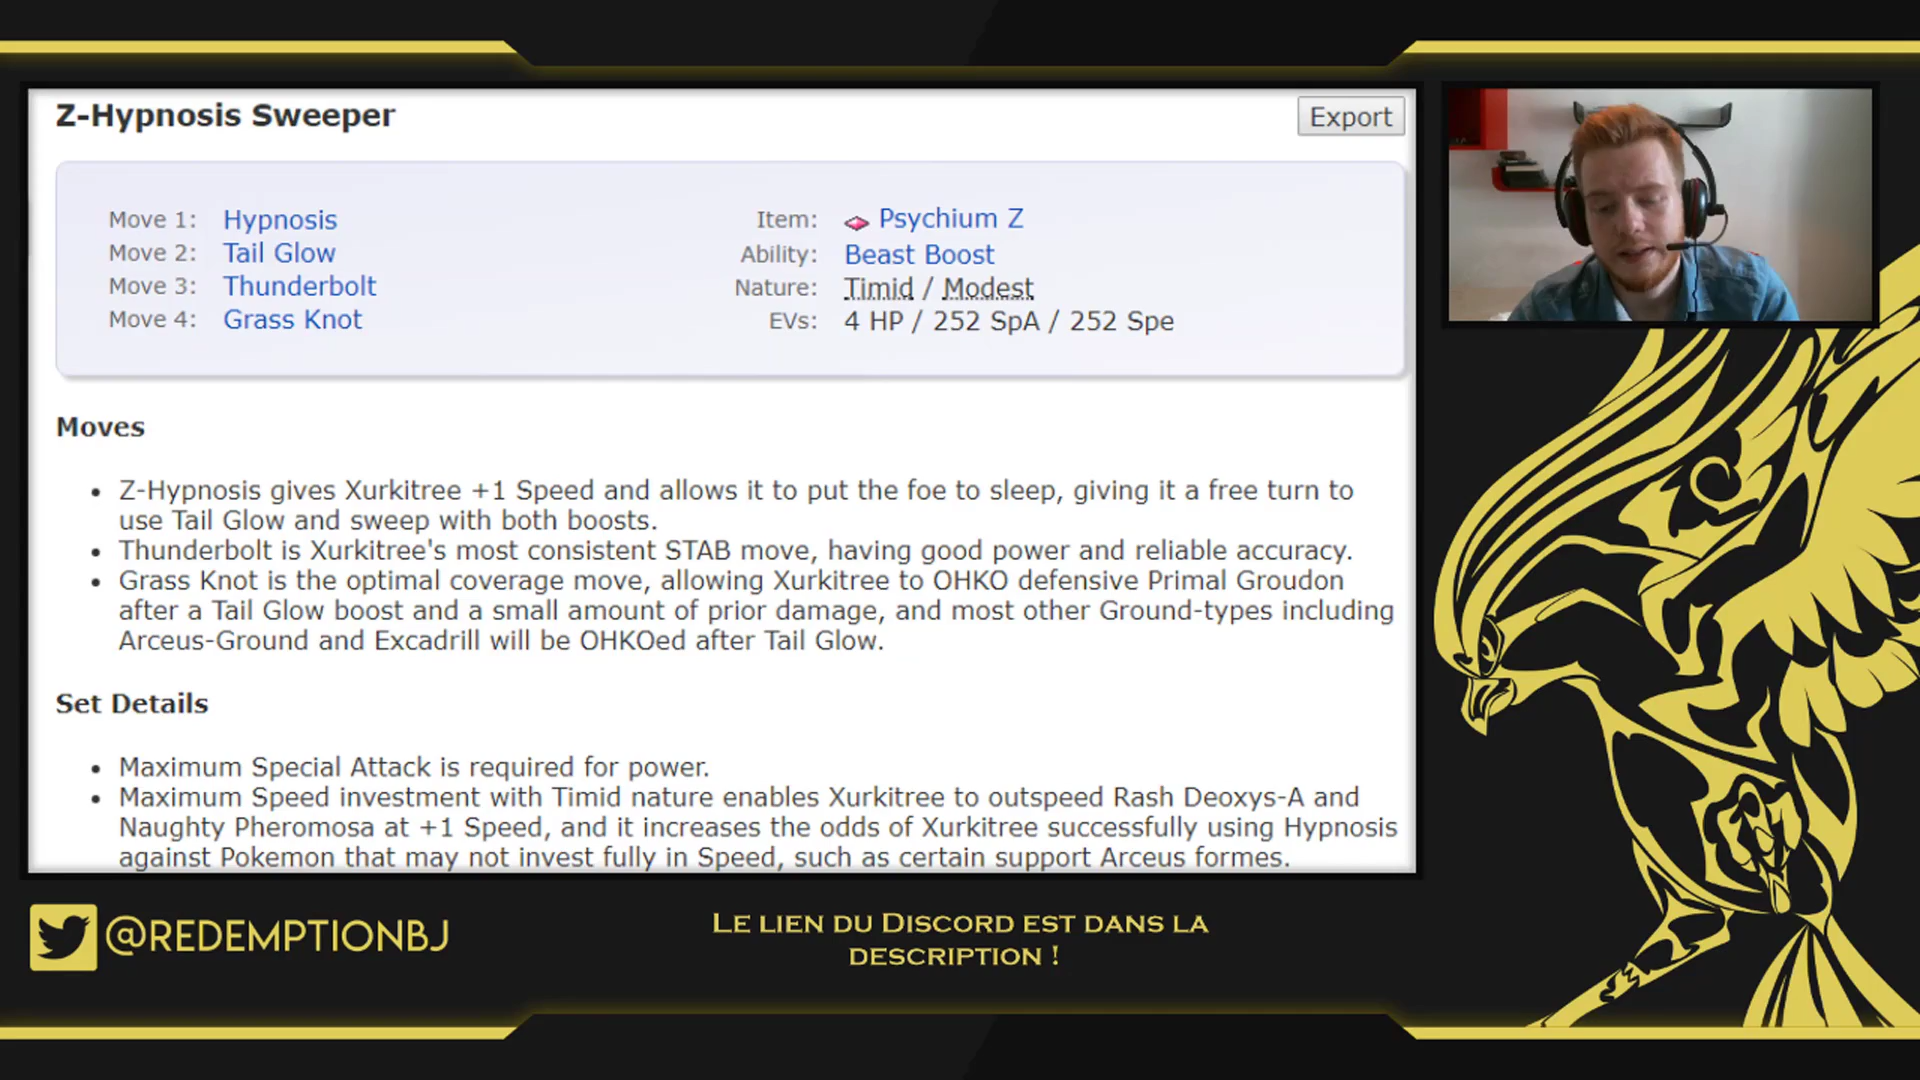 Z-Hypnosis Sweeper
Export
Move 1: Hypnosis
Move 2: Tail Glow
Move 3: Thunderbolt
Move 4: Grass Knot
Item: Psychium Z
Ability: Beast Boost
Nature: Timid / Modest
EVs: 4 HP / 252 SpA / 252 Spe
Moves
• Z-Hypnosis gives Xurkitree +1 Speed and allows it to put the foe to sleep, giving it a free turn to
use Tail Glow and sweep with both boosts.
• Thunderbolt is Xurkitree's most consistent STAB move, having good power and reliable accuracy.
• Grass Knot is the optimal coverage move, allowing Xurkitree to OHKO defensive Primal Groudon
after a Tail Glow boost and a small amount of prior damage, and most other Ground-types including
Arceus-Ground and Excadrill will be OHKOed after Tail Glow.
Set Details
• Maximum Special Attack is required for power.
• Maximum Speed investment with Timid nature enables Xurkitree to outspeed Rash Deoxys-A and
Naughty Pheromosa at +1 Speed, and it increases the odds of Xurkitree successfully using Hypnosis
against Pokemon that may not invest fully in Speed, such as certain support Arceus formes.
@REDEMPTIONBJ
LE LIEN DU DISCORD EST DANS LA
DESCRIPTION !